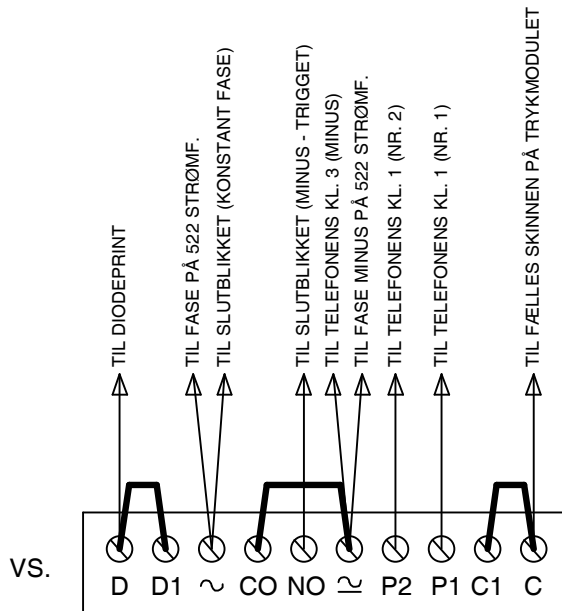 TIL DIODEPRINT
TIL FASE PÅ 522 STRØMF.
TIL SLUTBLIKKET (KONSTANT FASE)
TIL SLUTBLIKKET (MINUS - TRIGGET)
TIL TELEFONENS KL. 3 (MINUS)
TIL FASE MINUS PÅ 522 STRØMF.
TIL TELEFONENS KL. 1 (NR. 2)
TIL TELEFONENS KL. 1 (NR. 1)
TIL FÆLLES SKINNEN PÅ TRYKMODULET
VS.
D D1 ~ CO NO ≃ P2 P1 C1 C